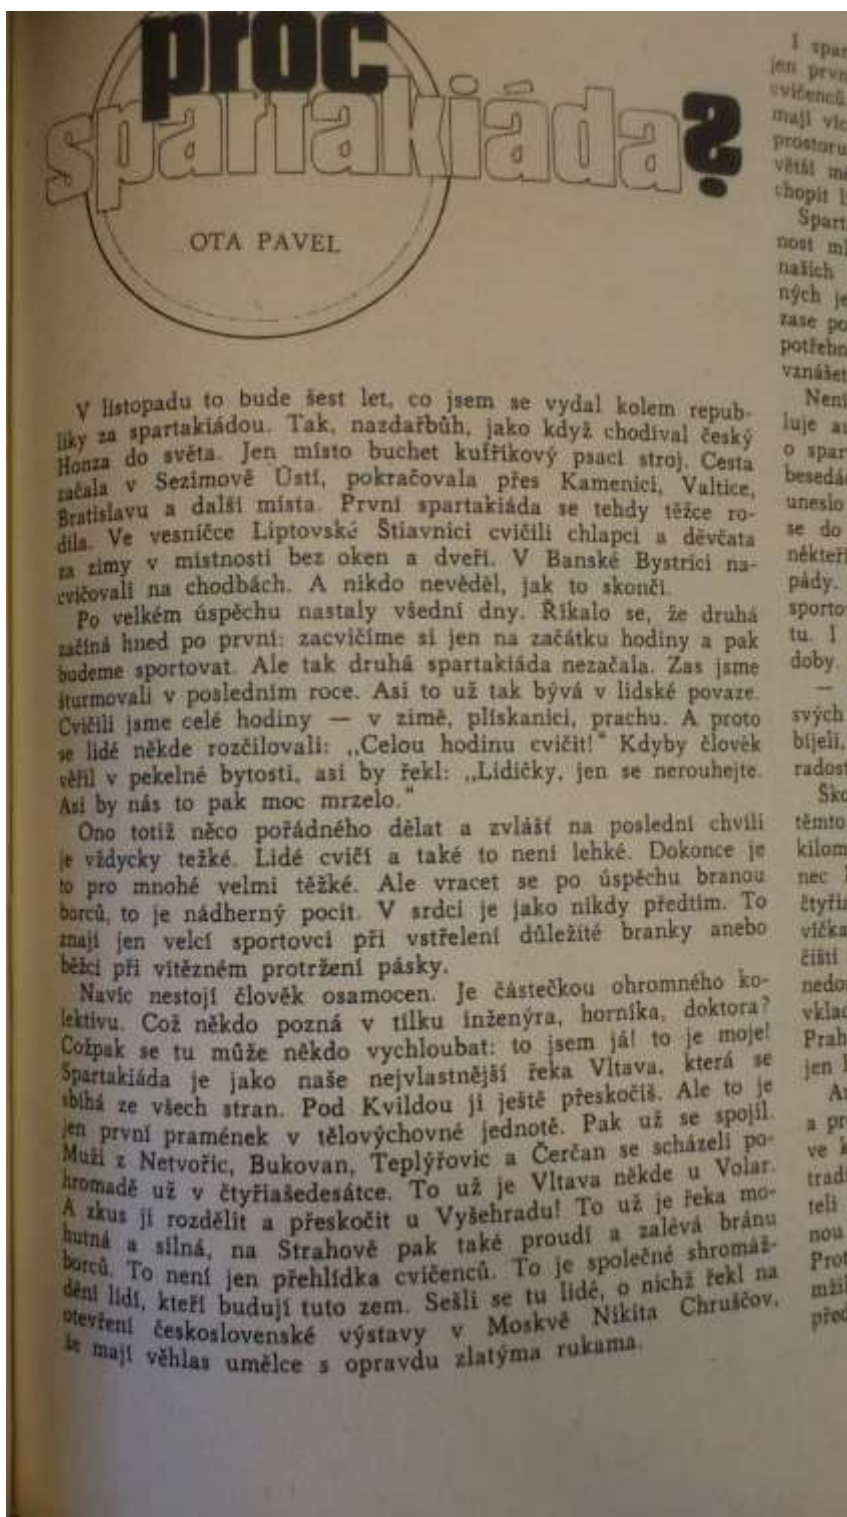 proč
spartakiáda?
OTA PAVEL
V listopadu to bude šest let, co jsem se vydal kolem repub-
liky za spartakiádou. Tak, nazdařbůh, jako když chodíval český
Honza do světa. Jen místo buchet kufříkový psací stroj. Cesta
začala v Sezimově Ústí, pokračovala přes Kamenici, Valtice,
Bratislavu a další místa. První spartakiáda se tehdy těžce ro-
dila. Ve vesničce Liptovské Štiavnici cvičili chlapci a děvčata
za zimy v místnosti bez oken a dveří. V Banské Bystrici na-
cvičovali na chodbách. A nikdo nevěděl, jak to skončí.
Po velkém úspěchu nastaly všední dny. Říkalo se, že druhá
začíná hned po první: zacvičíme si jen na začátku hodiny a pak
budeme sportovat. Ale tak druhá spartakiáda nezačala. Zas jsme
šturmovali v posledním roce. Asi to už tak bývá v lidské povaze.
Cvičili jsme celé hodiny — v zimě, plískanici, prachu. A proto
se lidé někde rozčilovali: „Celou hodinu cvičit!" Kdyby člověk
věřil v pekelné bytosti, asi by řekl: „Lidičky, jen se nerouhejte.
Asi by nás to pak moc mrzelo."
Ono totiž něco pořádného dělat a zvlášť na poslední chvíli
je vždycky težké. Lidé cvičí a také to není lehké. Dokonce je
to pro mnohé velmi těžké. Ale vracet se po úspěchu branou
borců, to je nádherný pocit. V srdci je jako nikdy předtím. To
znají jen velcí sportovci při vstřelení důležité branky anebo
běžci při vítězném protržení pásky.
Navíc nestojí člověk osamocen. Je částečkou ohromného ko-
lektivu. Což někdo pozná v tílku inženýra, horníka, doktora?
Cožpak se tu může někdo vychloubat: to jsem já! to je moje!
Spartakiáda je jako naše nejvlastnější řeka Vltava, která se
sbíhá ze všech stran. Pod Kvildou ji ještě přeskočíš. Ale to je
jen první pramének v tělovýchovné jednotě. Pak už se spojil.
Muži z Netvořic, Bukovan, Teplýřovic a Čerčan se scházeli po-
hromadě už v čtyřiašedesátce. To už je Vltava někde u Volar.
A zkus ji rozdělit a přeskočit u Vyšehradu! To už je řeka mo-
hutná a silná, na Strahově pak také proudí a zalévá bránu
borců. To není jen přehlídka cvičenců. To je společné shromáž-
dění lidí, kteří budují tuto zem. Sešli se tu lidé, o nichž řekl na
otevření československé výstavy v Moskvě Nikita Chruščov,
že mají věhlas umělce s opravdu zlatýma rukama.